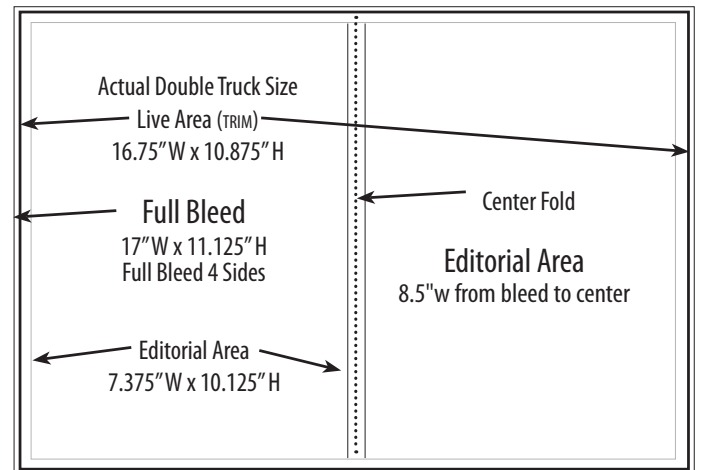 Actual Double Truck Size
Live Area (TRIM)
16.75”W x 10.875”H
Full Bleed
17”W x 11.125”H
Full Bleed 4 Sides
Editorial Area
7.375”W x 10.125”H
Center Fold
Editorial Area
8.5"w from bleed to center